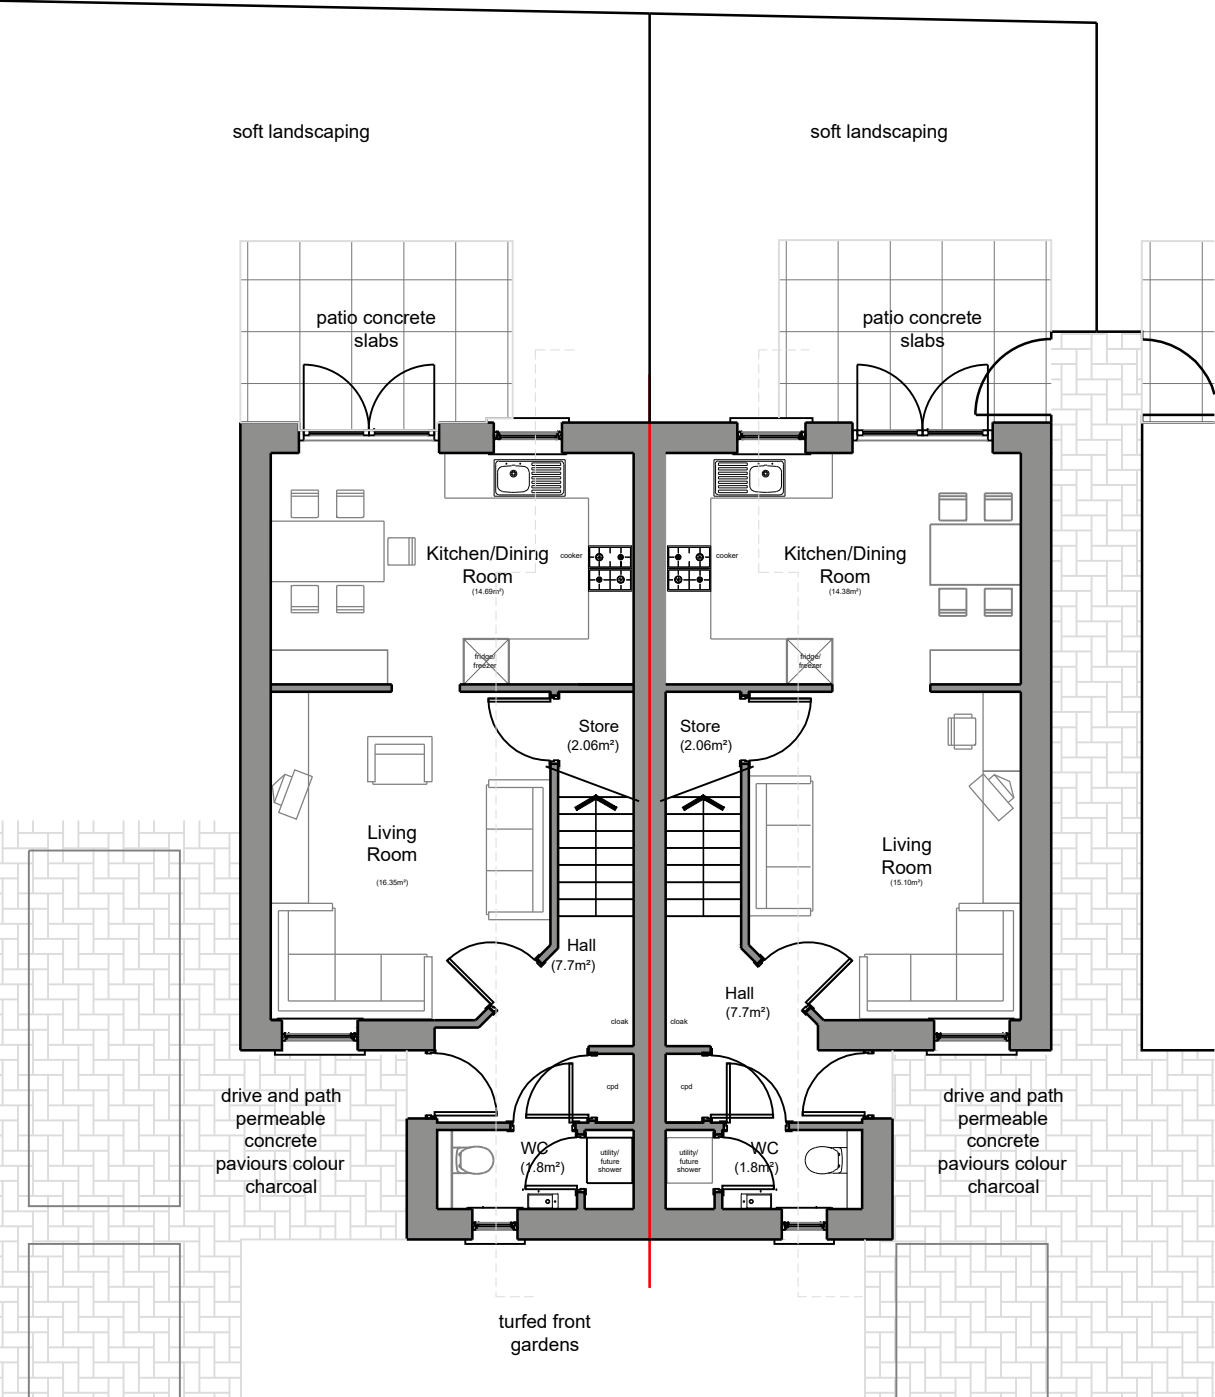 soft landscaping
soft landscaping
patio concrete
slabs
patio concrete
slabs
Kitchen/Dining
Room
(14.69m²)
cooker
cooker
Kitchen/Dining
Room
(14.38m²)
fridge/
freezer
fridge/
freezer
Store
(2.06m²)
Store
(2.06m²)
Living
Room
(16.35m²)
Living
Room
(15.10m²)
Hall
(7.7m²)
Hall
(7.7m²)
cloak
cloak
cpd
cpd
drive and path
permeable
concrete
paviours colour
charcoal
WC
(1.8m²)
utility/
future
shower
utility/
future
shower
WC
(1.8m²)
drive and path
permeable
concrete
paviours colour
charcoal
turfed front
gardens